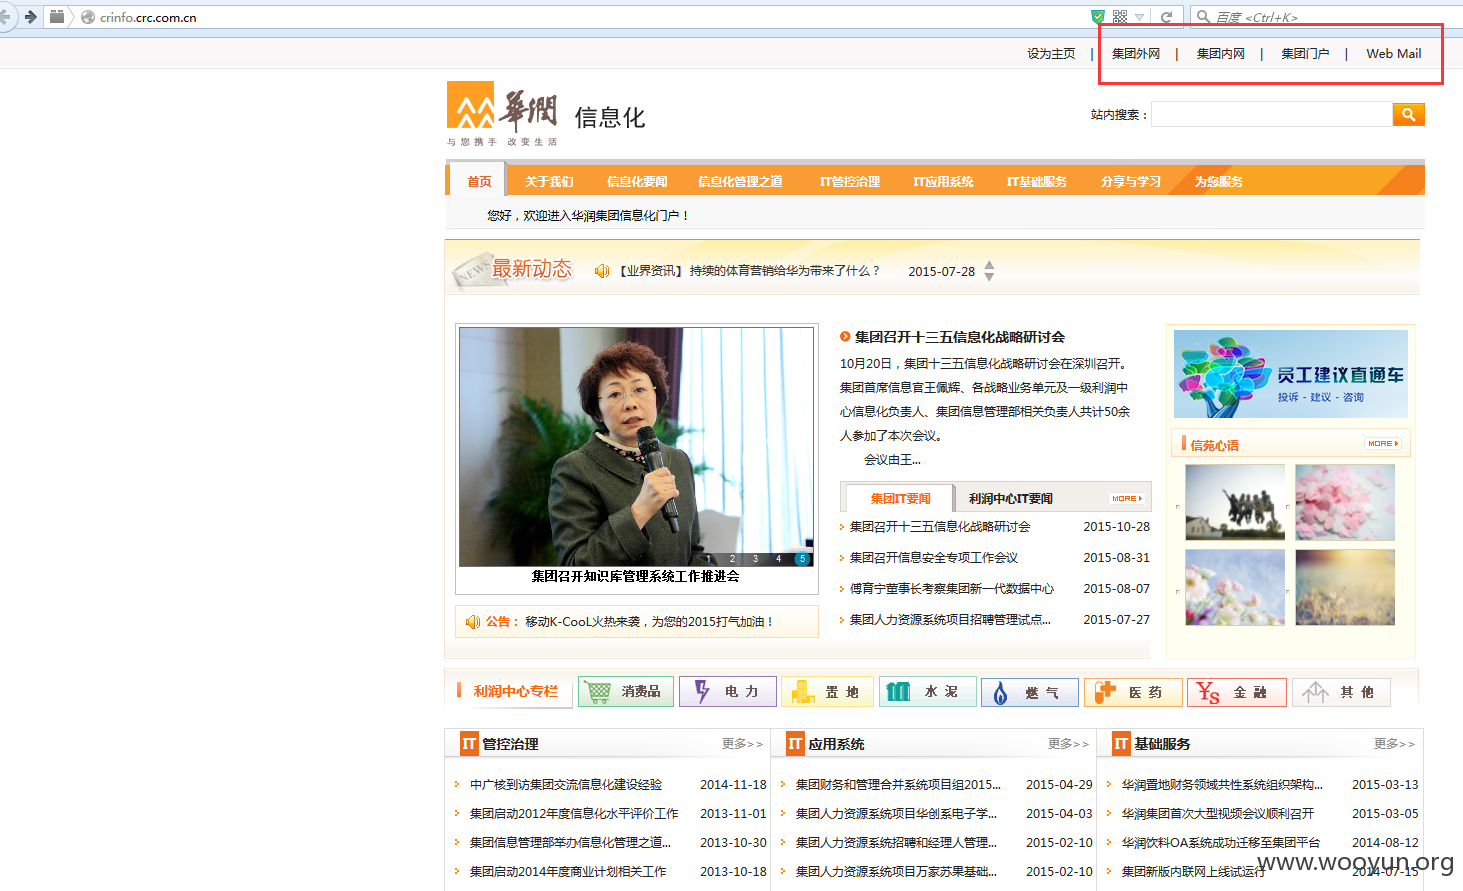 crinfo.crc.com.cn
百度 <Ctrl+K>
设为主页 | 集团外网 | 集团内网 | 集团门户 | Web Mail
華潤 信息化
与您携手 改变生活
站内搜索：
首页 关于我们 信息化要闻 信息化管理之道 IT管控治理 IT应用系统 IT基础服务 分享与学习 为您服务
您好，欢迎进入华润集团信息化门户！
NEWS 最新动态 【业界资讯】 持续的体育营销给华为带来了什么？ 2015-07-28
1 2 3 4 5
集团召开知识库管理系统工作推进会
公告： 移动K-CooL火热来袭，为您的2015打气加油！
集团召开十三五信息化战略研讨会
10月20日，集团十三五信息化战略研讨会在深圳召开。
集团首席信息官王佩辉、各战略业务单元及一级利润中
心信息化负责人、集团信息管理部相关负责人共计50余
人参加了本次会议。
会议由王...
集团IT要闻 利润中心IT要闻 MORE
集团召开十三五信息化战略研讨会 2015-10-28
集团召开信息安全专项工作会议 2015-08-31
傅育宁董事长考察集团新一代数据中心 2015-08-07
集团人力资源系统项目招聘管理试点... 2015-07-27
员工建议直通车
投诉 - 建议 - 咨询
信苑心语 MORE
利润中心专栏 消费品 电力 置地 水泥 燃气 医药 金融 其他
IT 管控治理 更多>>
中广核到访集团交流信息化建设经验 2014-11-18
集团启动2012年度信息化水平评价工作 2013-11-01
集团信息管理部举办信息化管理之道... 2013-10-30
集团启动2014年度商业计划相关工作 2013-10-18
IT 应用系统 更多>>
集团财务和管理合并系统项目组2015... 2015-04-29
集团人力资源系统项目华创系电子学... 2015-04-03
集团人力资源系统招聘和经理人管理... 2015-02-10
集团人力资源系统项目万家苏果基础... 2015-02-10
IT 基础服务 更多>>
华润置地财务领域共性系统组织架构... 2015-03-13
华润集团首次大型视频会议顺利召开 2015-03-05
华润饮料OA系统成功迁移至集团平台 2014-08-12
集团新版内联网上线试运行 2014-07-15
www.wooyun.org